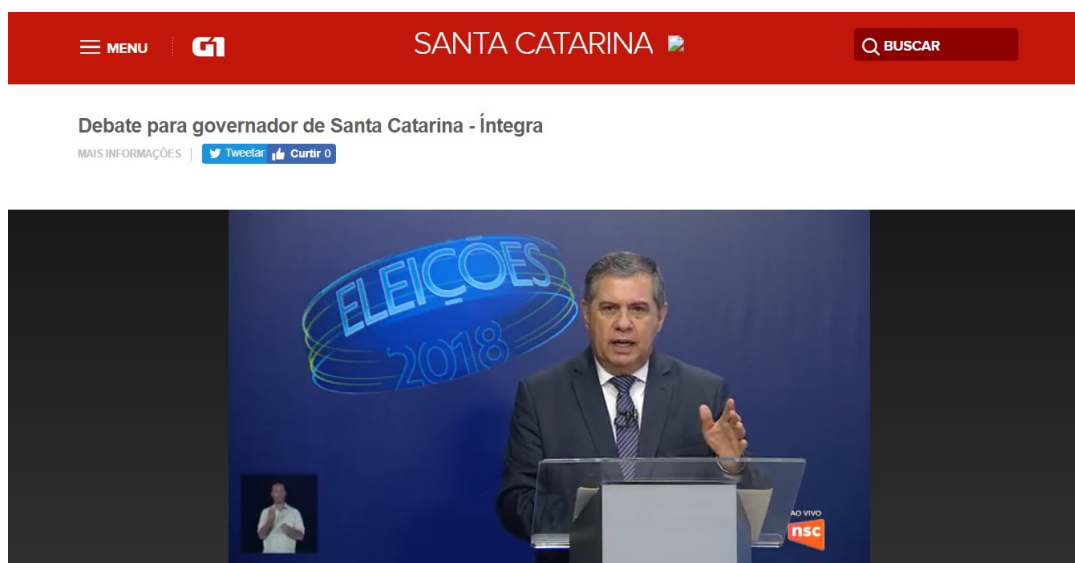 MENU
G1
SANTA CATARINA
BUSCAR
Debate para governador de Santa Catarina - Íntegra
MAIS INFORMAÇÕES
Tweetar
Curtir 0
ELEIÇÕES
2018
AO VIVO
nsc